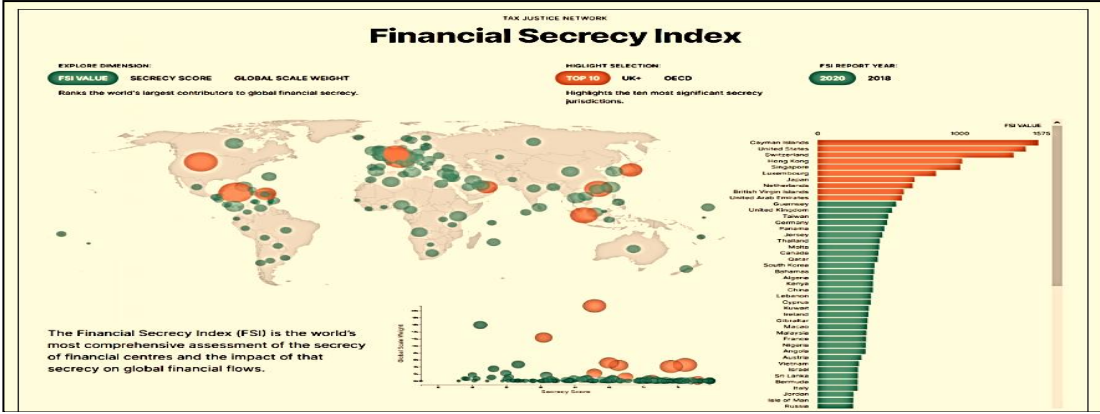 TAX JUSTICE NETWORK
Financial Secrecy Index
EXPLORE DIMENSION:
FSI VALUE SECRECY SCORE GLOBAL SCALE WEIGHT
Ranks the world's largest contributors to global financial secrecy.
HIGLIGHT SELECTION:
TOP 10 UK+ OECD
Highlights the ten most significant secrecy
jurisdictions.
FSI REPORT YEAR:
2020 2018
The Financial Secrecy Index (FSI) is the world's
most comprehensive assessment of the secrecy
of financial centres and the impact of that
secrecy on global financial flows.
Global Scale Weight
Secrecy Score
FSI VALUE
0 1000 1575
Cayman Islands
United States
Switzerland
Hong Kong
Singapore
Luxembourg
Japan
Netherlands
British Virgin Islands
United Arab Emirates
Guernsey
United Kingdom
Taiwan
Germany
Panama
Jersey
Thailand
Malta
Canada
Qatar
South Korea
Bahamas
Algeria
Kenya
China
Lebanon
Cyprus
Kuwait
Ireland
Gibraltar
Macao
Malaysia
France
Nigeria
Angola
Austria
Vietnam
Israel
Sri Lanka
Bermuda
Italy
Jordan
Isle of Man
Russia